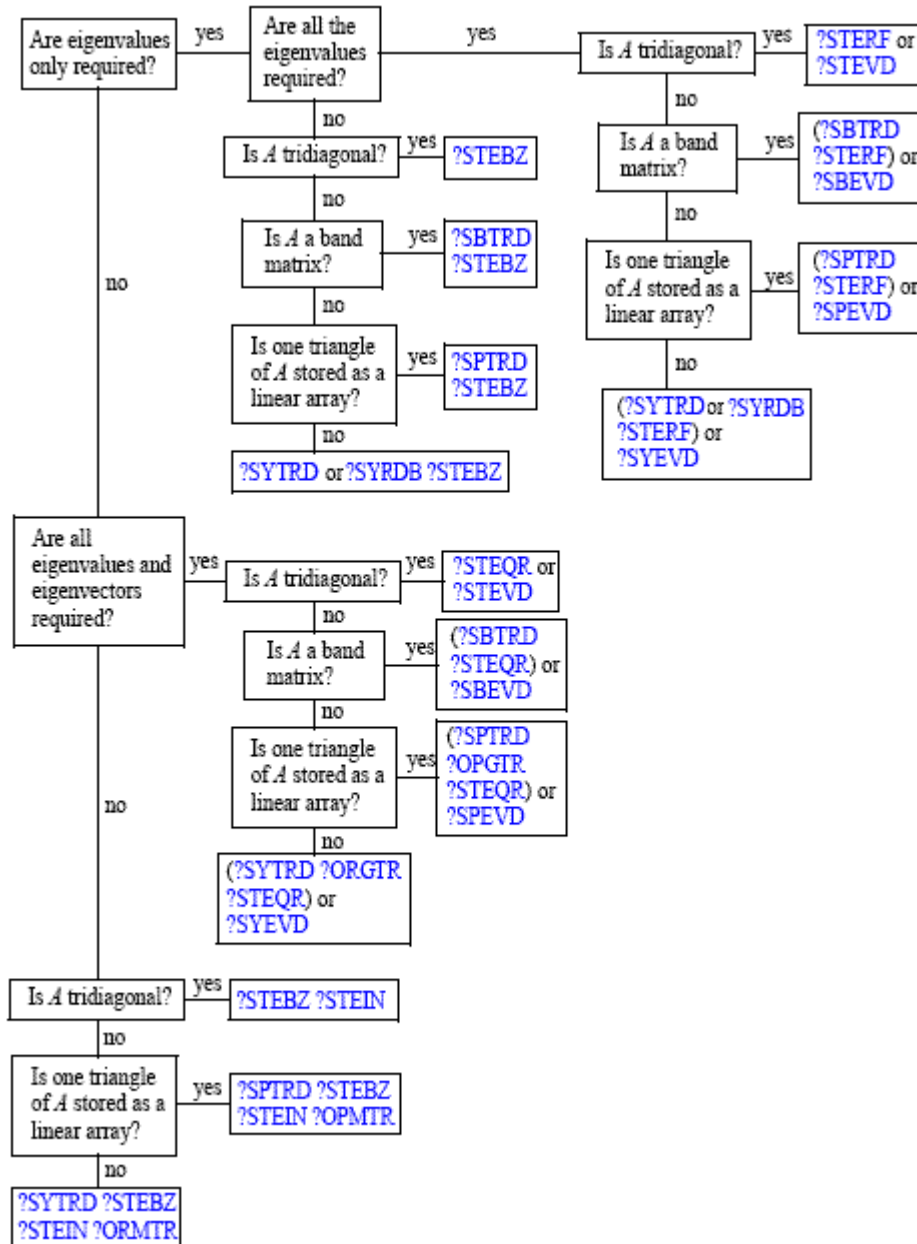 Are eigenvalues
only required?
yes
Are all the
eigenvalues
required?
yes
Is A tridiagonal?
yes
?STERF or
?STEVD
no
no
Is A tridiagonal?
yes
?STEBZ
Is A a band
matrix?
yes
(?SBTRD
?STERF) or
?SBEVD
no
no
Is A a band
matrix?
yes
?SBTRD
?STEBZ
Is one triangle
of A stored as a
linear array?
yes
(?SPTRD
?STERF) or
?SPEVD
no
no
Is one triangle
of A stored as a
linear array?
yes
?SPTRD
?STEBZ
no
(?SYTRD or ?SYRDB
?STERF) or
?SYEVD
no
?SYTRD or ?SYRDB ?STEBZ
Are all
eigenvalues and
eigenvectors
required?
yes
Is A tridiagonal?
yes
?STEQR or
?STEVD
no
Is A a band
matrix?
yes
(?SBTRD
?STEQR) or
?SBEVD
no
Is one triangle
of A stored as a
linear array?
yes
(?SPTRD
?OPGTR
?STEQR) or
?SPEVD
no
no
(?SYTRD ?ORGTR
?STEQR) or
?SYEVD
Is A tridiagonal?
yes
?STEBZ ?STEIN
no
Is one triangle
of A stored as a
linear array?
yes
?SPTRD ?STEBZ
?STEIN ?OPMTR
no
?SYTRD ?STEBZ
?STEIN ?ORMTR